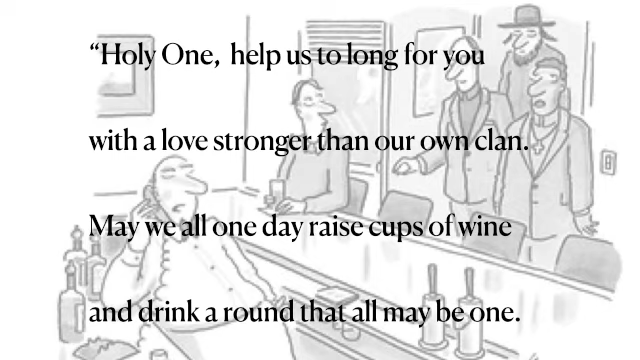 “Holy One,  help us to long for you
with a love stronger than our own clan.
May we all one day raise cups of wine
and drink a round that all may be one.